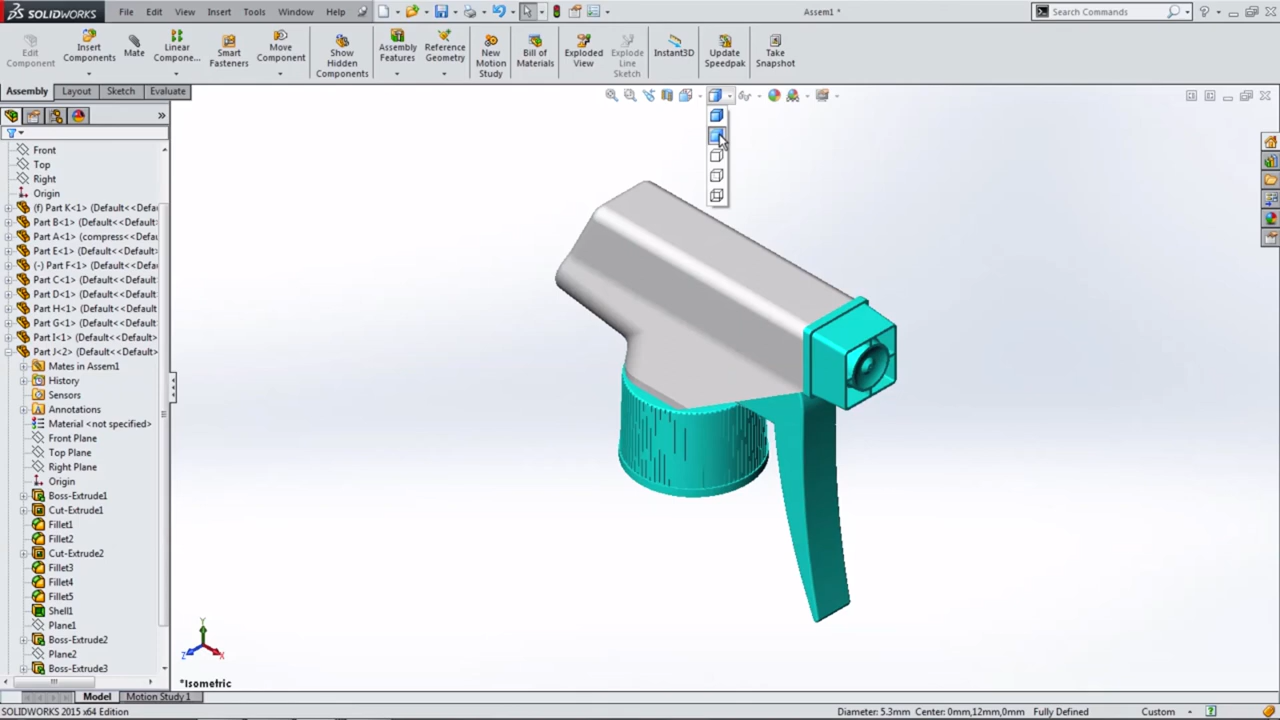 SOLIDWORKS File Edit View Insert Tools Window Help Assem1 * Search Commands
Edit Component
Insert Components
Mate
Linear Compone...
Smart Fasteners
Move Component
Show Hidden Components
Assembly Features
Reference Geometry
New Motion Study
Bill of Materials
Exploded View
Explode Line Sketch
Instant3D
Update Speedpak
Take Snapshot
Assembly Layout Sketch Evaluate
Front
Top
Right
Origin
(f) Part K<1> (Default<<Defau
Part B<1> (Default<<Default>
Part A<1> (compress<<Defau
Part E<1> (Default<<Default>
(-) Part F<1> (Default<<Defau
Part C<1> (Default<<Default>
Part D<1> (Default<<Default>
Part H<1> (Default<<Default>
Part G<1> (Default<<Default>
Part I<1> (Default<<Default>
Part J<2> (Default<<Default>
Mates in Assem1
History
Sensors
Annotations
Material <not specified>
Front Plane
Top Plane
Right Plane
Origin
Boss-Extrude1
Cut-Extrude1
Fillet1
Fillet2
Cut-Extrude2
Fillet3
Fillet4
Fillet5
Shell1
Plane1
Boss-Extrude2
Plane2
Boss-Extrude3
Y
Z X
*Isometric
Model Motion Study 1
SOLIDWORKS 2015 x64 Edition Diameter: 5.3mm Center: 0mm,12mm,0mm Fully Defined Custom